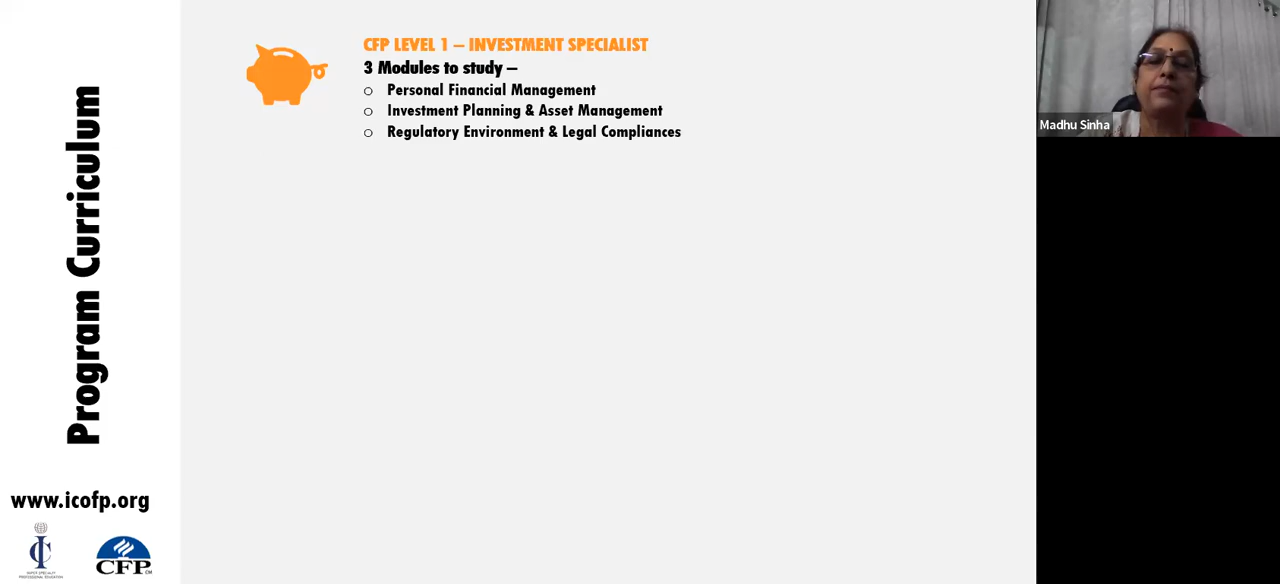 Program Curriculum
www.icofp.org
CFP
CFP LEVEL 1 – INVESTMENT SPECIALIST
3 Modules to study –
o Personal Financial Management
o Investment Planning & Asset Management
o Regulatory Environment & Legal Compliances
Madhu Sinha